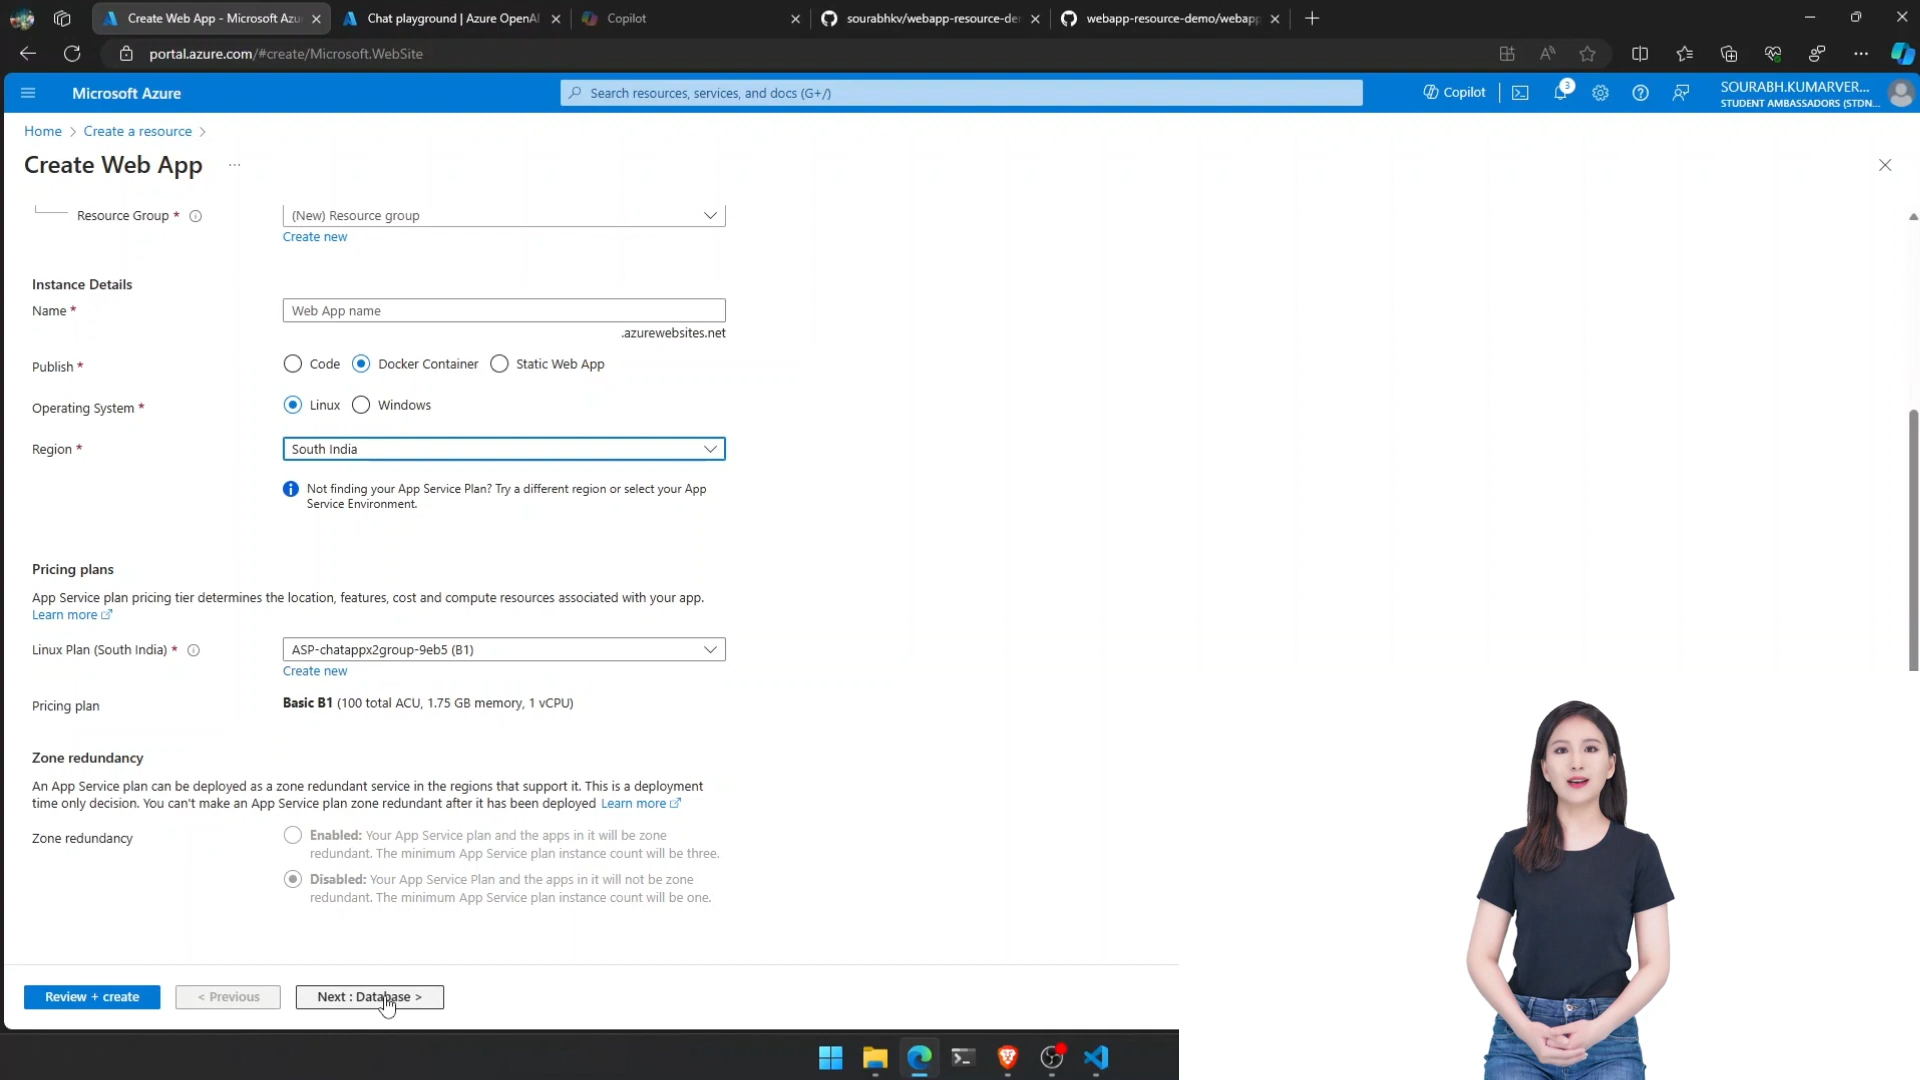 Create Web App - Microsoft Azu
Chat playground | Azure OpenAI
Copilot
sourabhkv/webapp-resource-de
webapp-resource-demo/webapp
portal.azure.com/#create/Microsoft.WebSite
Microsoft Azure
Search resources, services, and docs (G+/)
Copilot
3
SOURABH.KUMARVER...
STUDENT AMBASSADORS (STDN...
Home > Create a resource >
Create Web App ...
Resource Group *
(New) Resource group
Create new
Instance Details
Name *
Web App name
.azurewebsites.net
Publish *
Code
Docker Container
Static Web App
Operating System *
Linux
Windows
Region *
South India
Not finding your App Service Plan? Try a different region or select your App
Service Environment.
Pricing plans
App Service plan pricing tier determines the location, features, cost and compute resources associated with your app.
Learn more
Linux Plan (South India) *
ASP-chatappx2group-9eb5 (B1)
Create new
Pricing plan
Basic B1 (100 total ACU, 1.75 GB memory, 1 vCPU)
Zone redundancy
An App Service plan can be deployed as a zone redundant service in the regions that support it. This is a deployment
time only decision. You can't make an App Service plan zone redundant after it has been deployed Learn more
Zone redundancy
Enabled: Your App Service plan and the apps in it will be zone
redundant. The minimum App Service plan instance count will be three.
Disabled: Your App Service Plan and the apps in it will not be zone
redundant. The minimum App Service plan instance count will be one.
Review + create
< Previous
Next : Database >